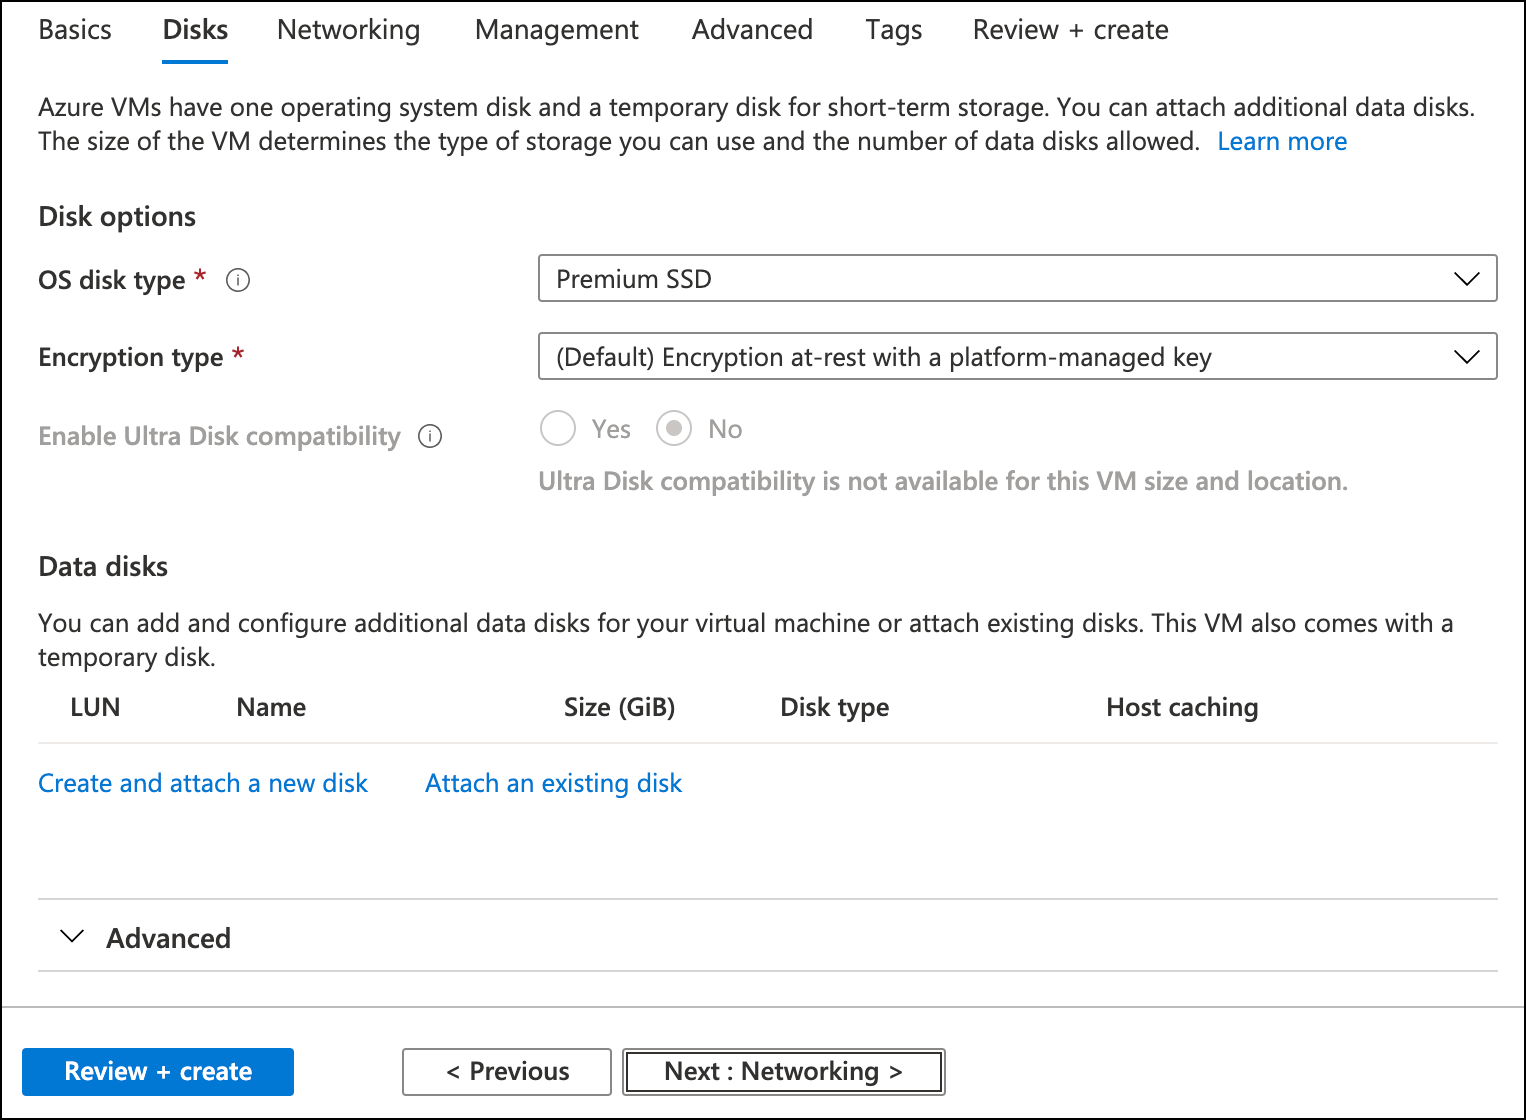 Basics Disks Networking Management Advanced Tags Review + create
Azure VMs have one operating system disk and a temporary disk for short-term storage. You can attach additional data disks.
The size of the VM determines the type of storage you can use and the number of data disks allowed. Learn more
Disk options
OS disk type * Premium SSD
Encryption type * (Default) Encryption at-rest with a platform-managed key
Enable Ultra Disk compatibility Yes No
Ultra Disk compatibility is not available for this VM size and location.
Data disks
You can add and configure additional data disks for your virtual machine or attach existing disks. This VM also comes with a
temporary disk.
LUN Name Size (GiB) Disk type Host caching
Create and attach a new disk Attach an existing disk
Advanced
Review + create < Previous Next : Networking >